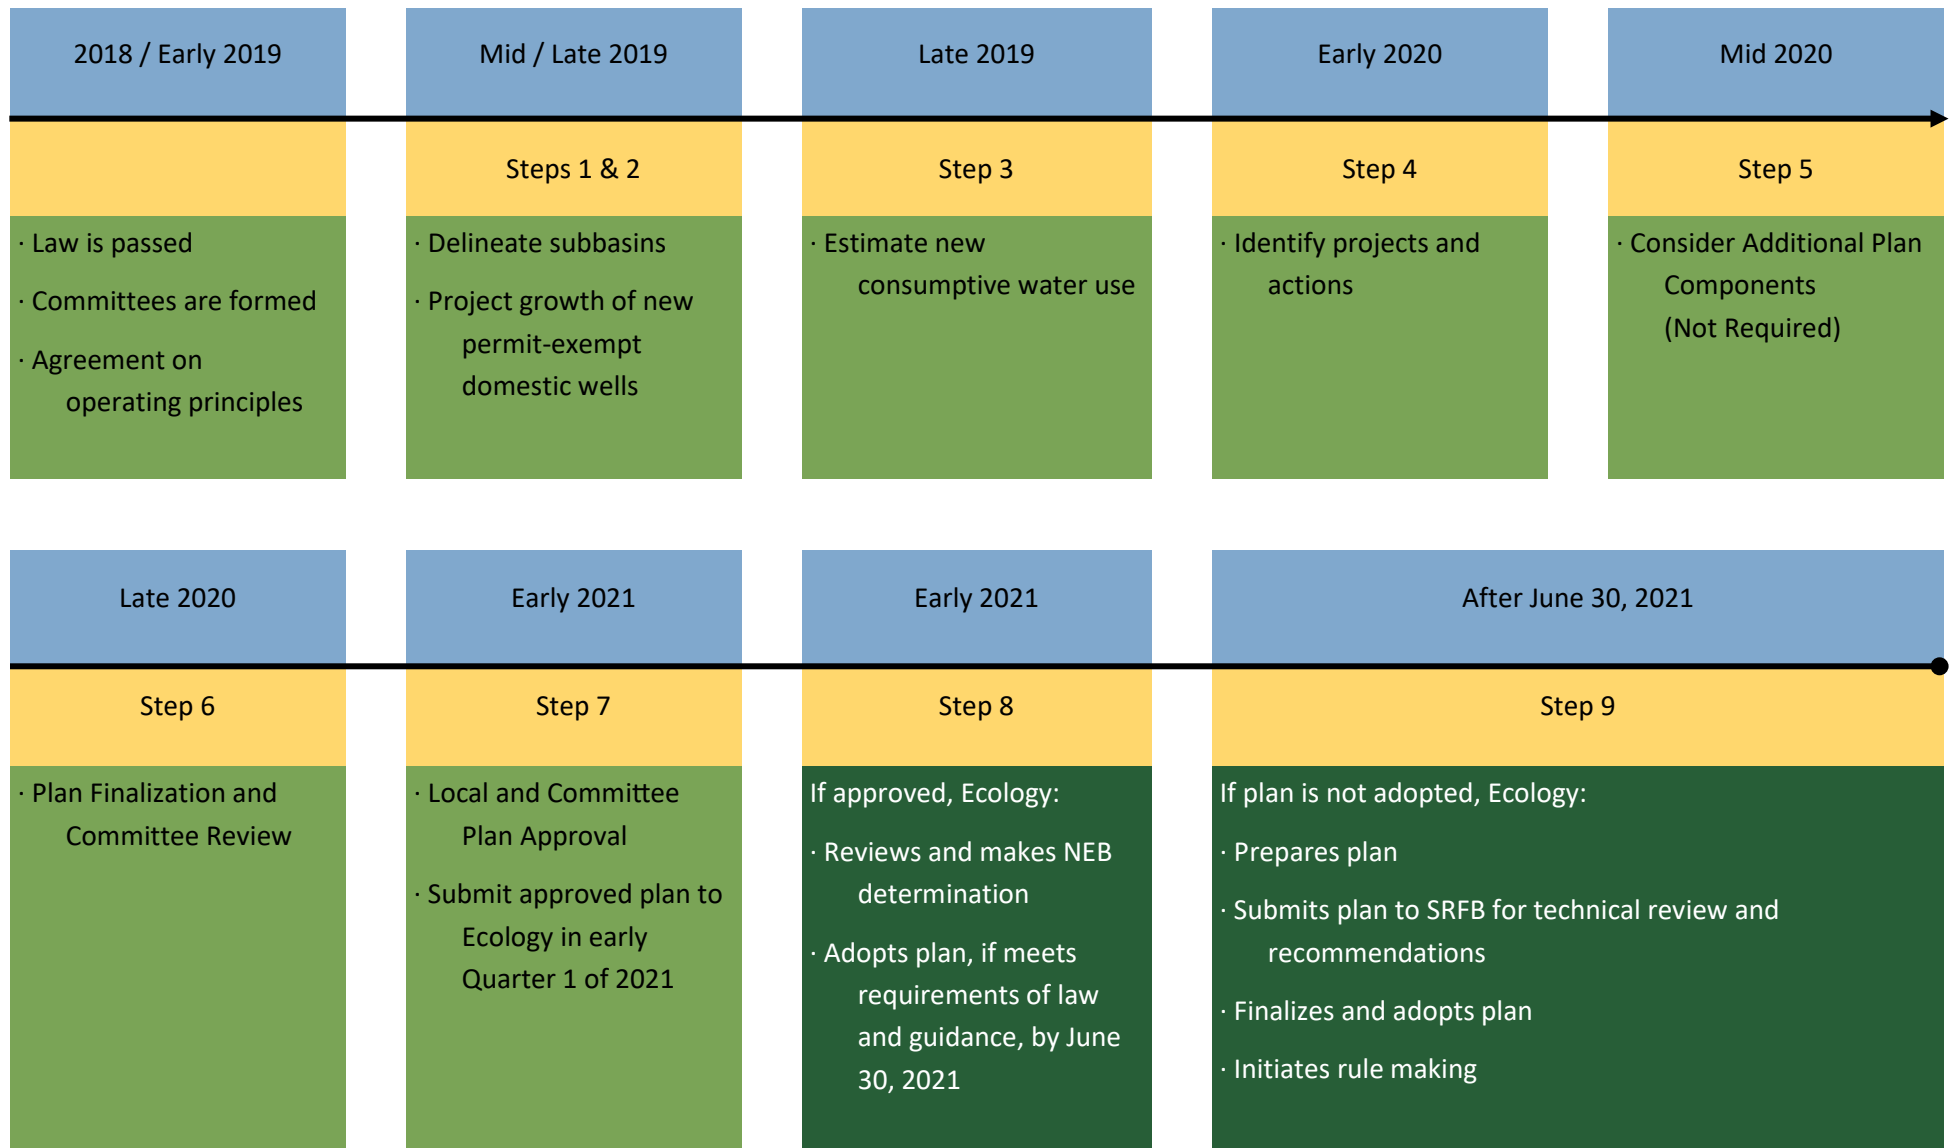 2018 / Early 2019
Mid / Late 2019
Late 2019
Early 2020
Mid 2020
Steps 1 & 2
Step 3
Step 4
Step 5
· Law is passed
· Committees are formed
· Agreement on
operating principles
· Delineate subbasins
· Project growth of new
permit-exempt
domestic wells
· Estimate new
consumptive water use
· Identify projects and
actions
· Consider Additional Plan
Components
(Not Required)
Late 2020
Early 2021
Early 2021
After June 30, 2021
Step 6
Step 7
Step 8
Step 9
· Plan Finalization and
Committee Review
· Local and Committee
Plan Approval
· Submit approved plan to
Ecology in early
Quarter 1 of 2021
If approved, Ecology:
· Reviews and makes NEB
determination
· Adopts plan, if meets
requirements of law
and guidance, by June
30, 2021
If plan is not adopted, Ecology:
· Prepares plan
· Submits plan to SRFB for technical review and
recommendations
· Finalizes and adopts plan
· Initiates rule making